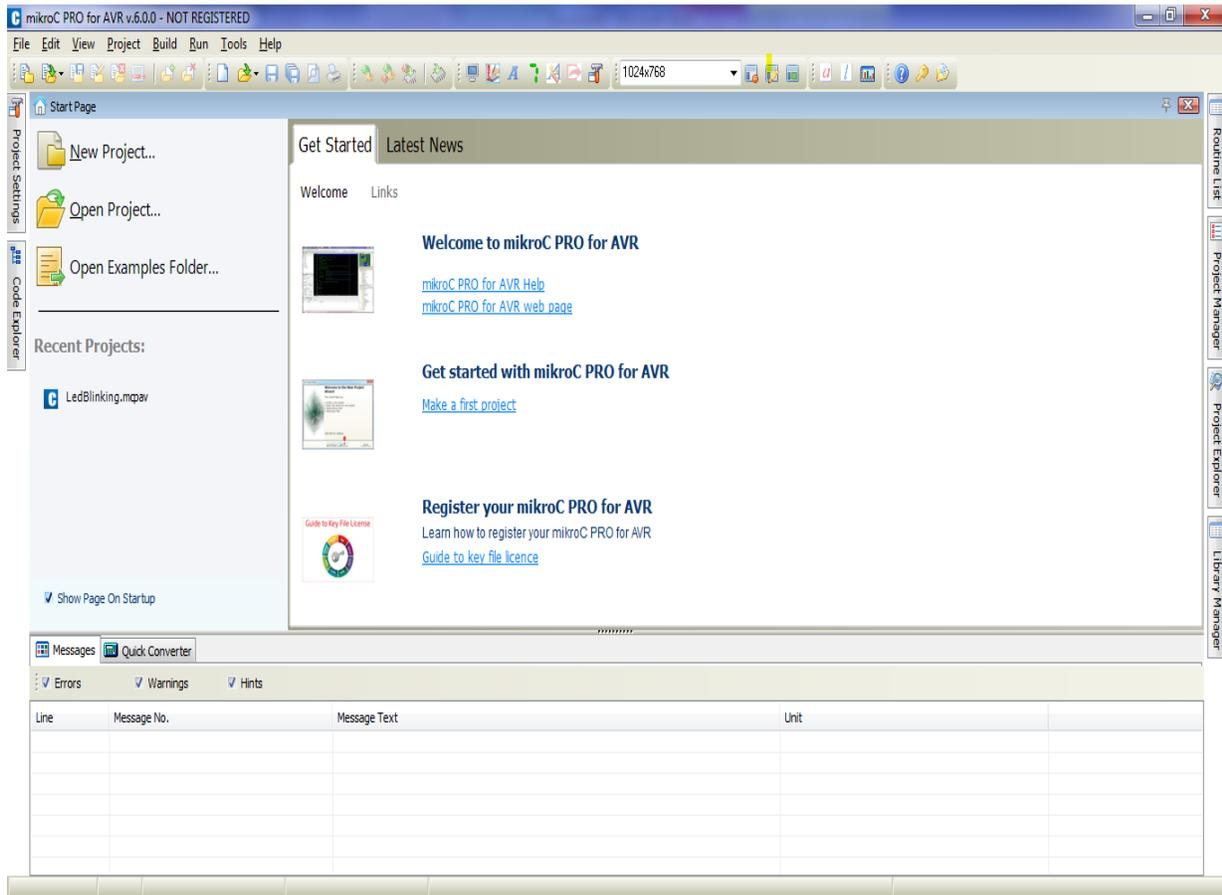 mikroC PRO for AVR v.6.0.0 - NOT REGISTERED
File Edit View Project Build Run Tools Help
1024x768
Start Page
Project Settings
Code Explorer
New Project...
Open Project...
Open Examples Folder...
Recent Projects:
LedBlinking.mcpav
Show Page On Startup
Get Started Latest News
Welcome Links
Welcome to mikroC PRO for AVR
mikroC PRO for AVR Help
mikroC PRO for AVR web page
Get started with mikroC PRO for AVR
Make a first project
Guide to Key File License
Register your mikroC PRO for AVR
Learn how to register your mikroC PRO for AVR
Guide to key file licence
Routine List
Project Manager
Project Explorer
Library Manager
Messages Quick Converter
Errors Warnings Hints
Line Message No. Message Text Unit